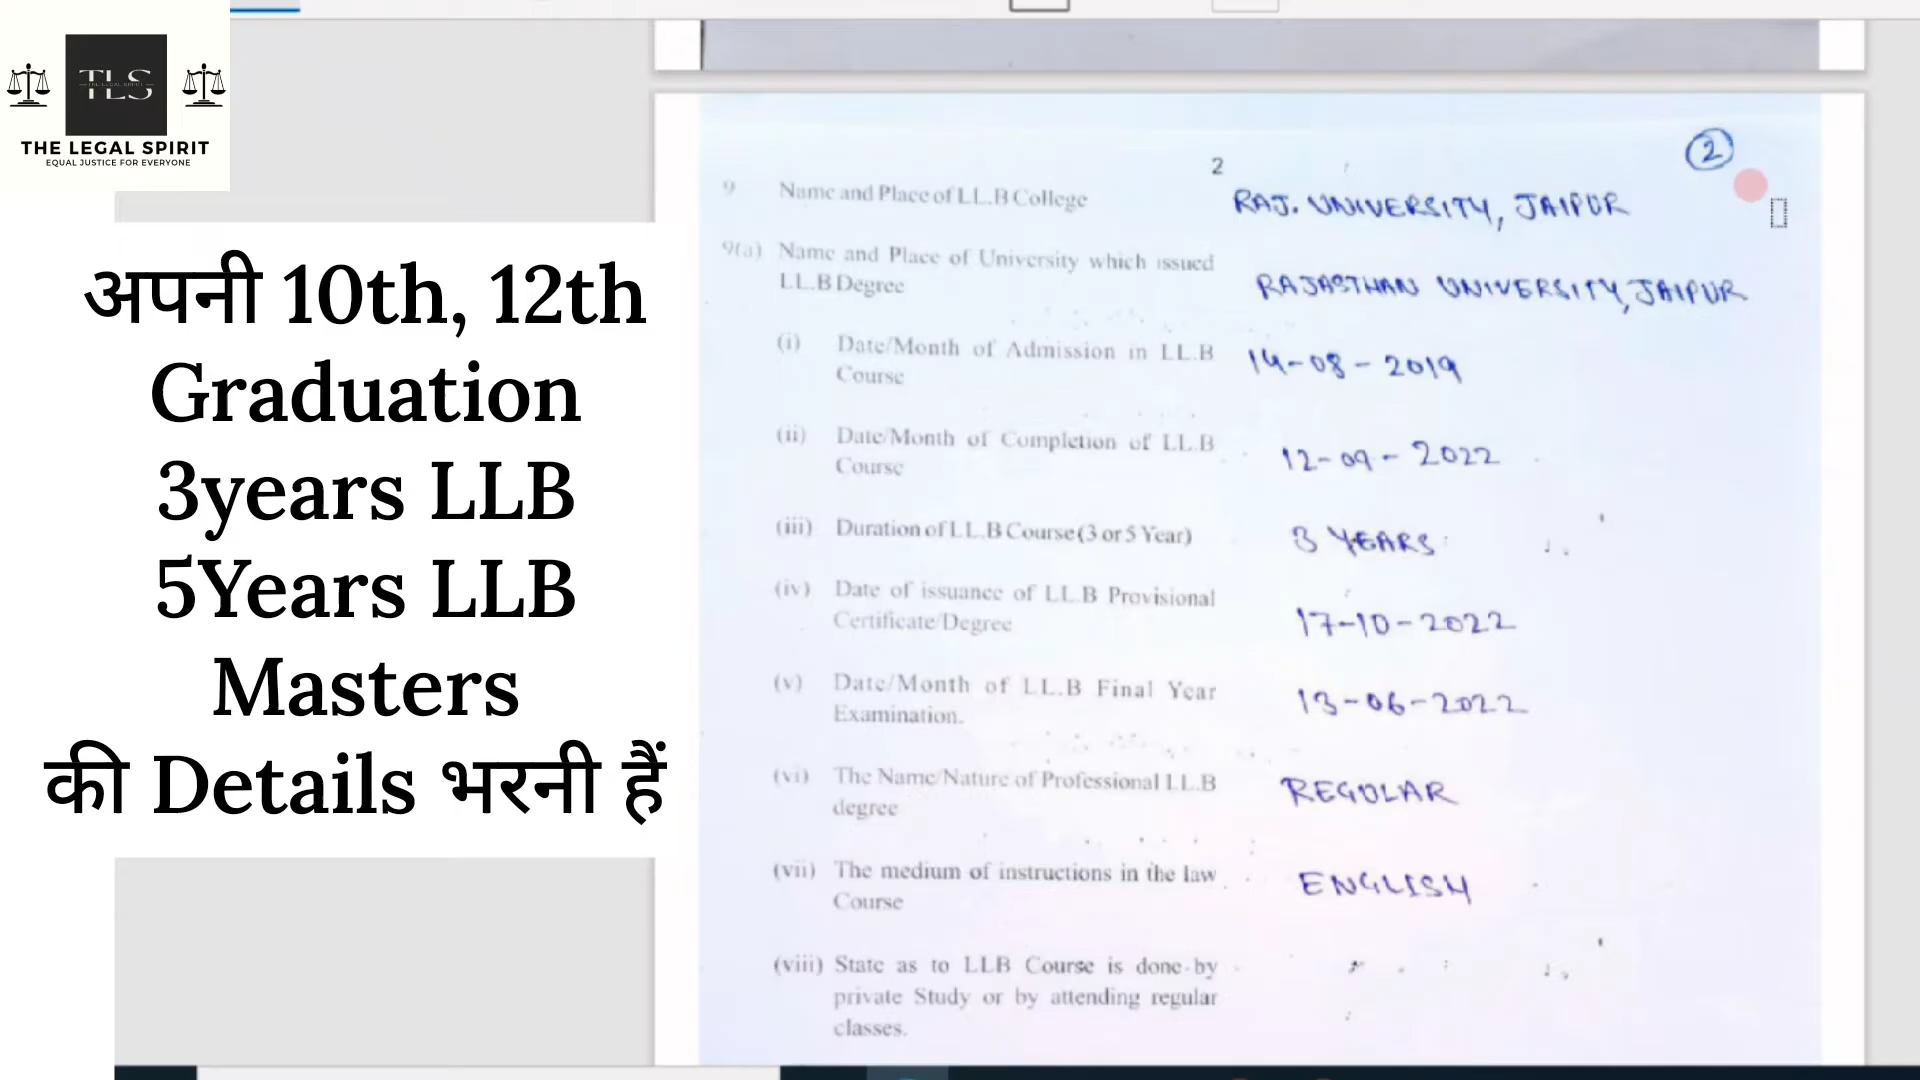 TLS
THE LEGAL SPIRIT
THE LEGAL SPIRIT
EQUAL JUSTICE FOR EVERYONE
अपनी 10th, 12th
Graduation
3years LLB
5Years LLB
Masters
की Details भरनी हैं
2
2
9 Name and Place of LL.B College RAJ. UNIVERSITY, JAIPUR
9(a) Name and Place of University which issued
LL.B Degree RAJASTHAN UNIVERSITY, JAIPUR
(i) Date/Month of Admission in LL.B
Course 14-08-2019
(ii) Date/Month of Completion of LL.B
Course 12-09-2022
(iii) Duration of LL.B Course (3 or 5 Year) 3 YEARS
(iv) Date of issuance of LL.B Provisional
Certificate/Degree 17-10-2022
(v) Date/Month of LL.B Final Year
Examination. 13-06-2022
(vi) The Name/Nature of Professional LL.B
degree REGULAR
(vii) The medium of instructions in the law
Course ENGLISH
(viii) State as to LLB Course is done by
private Study or by attending regular
classes.